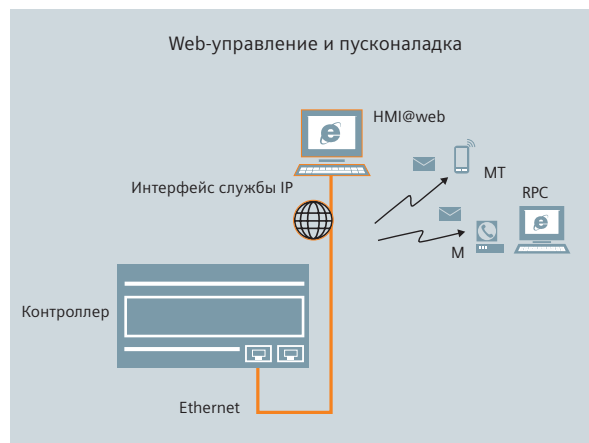 Web-управление и пусконаладка
HMI@web
MT
Интерфейс службы IP
RPC
M
Контроллер
Ethernet